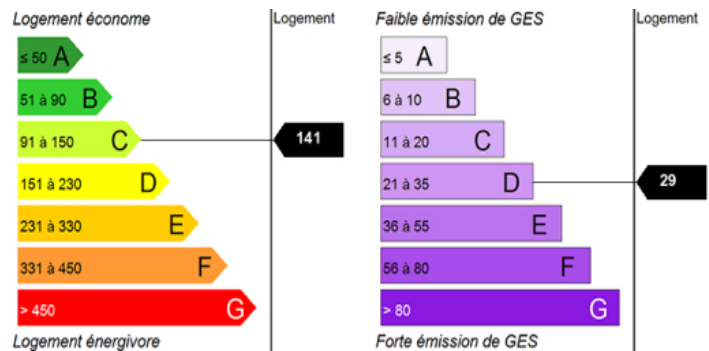 Logement économe
Logement
≤ 50 A
51 à 90 B
91 à 150 C
141
151 à 230 D
231 à 330 E
331 à 450 F
> 450 G
Logement énergivore
Faible émission de GES
Logement
≤ 5 A
6 à 10 B
11 à 20 C
21 à 35 D
29
36 à 55 E
56 à 80 F
> 80 G
Forte émission de GES